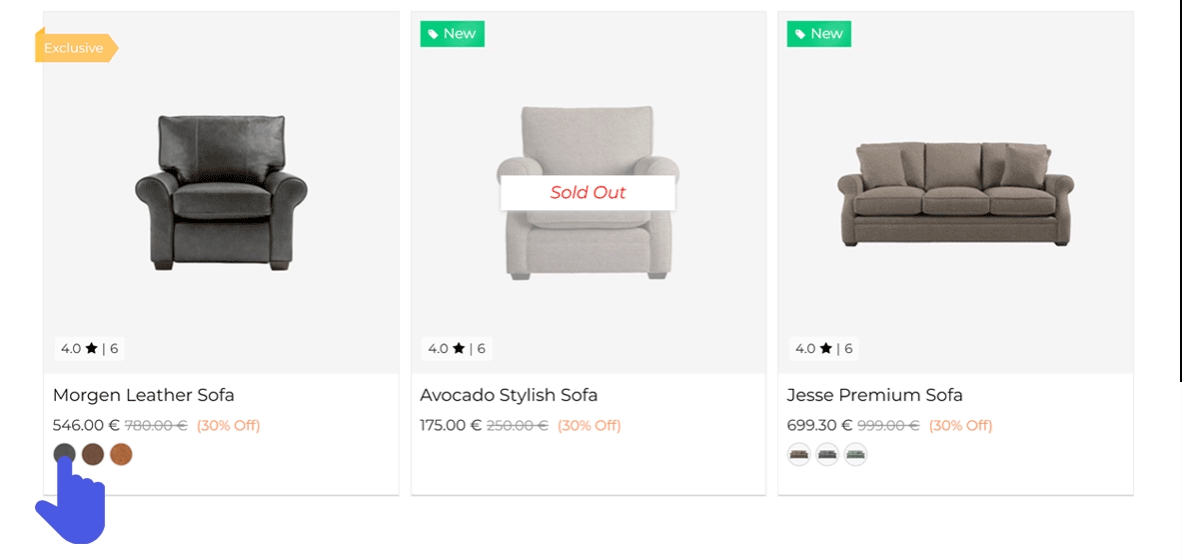 Exclusive
New
New
Sold Out
4.0 ★ | 6
4.0 ★ | 6
4.0 ★ | 6
Morgen Leather Sofa
Avocado Stylish Sofa
Jesse Premium Sofa
546.00 € 780.00 € (30% Off)
175.00 € 250.00 € (30% Off)
699.30 € 999.00 € (30% Off)